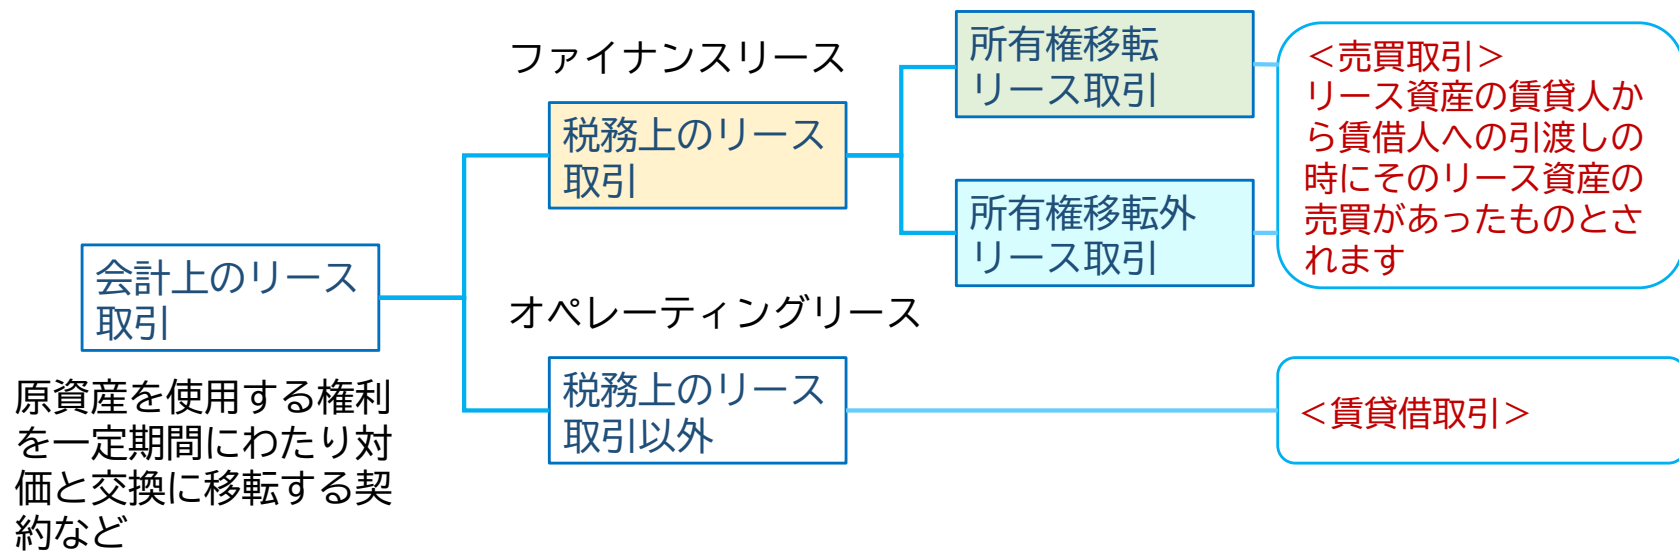 ファイナンスリース
所有権移転
リース取引
＜売買取引＞
リース資産の賃貸人か
ら賃借人への引渡しの
時にそのリース資産の
売買があったものとさ
れます
税務上のリース
取引
所有権移転外
リース取引
会計上のリース
取引
オペレーティングリース
税務上のリース
取引以外
＜賃貸借取引＞
原資産を使用する権利
を一定期間にわたり対
価と交換に移転する契
約など